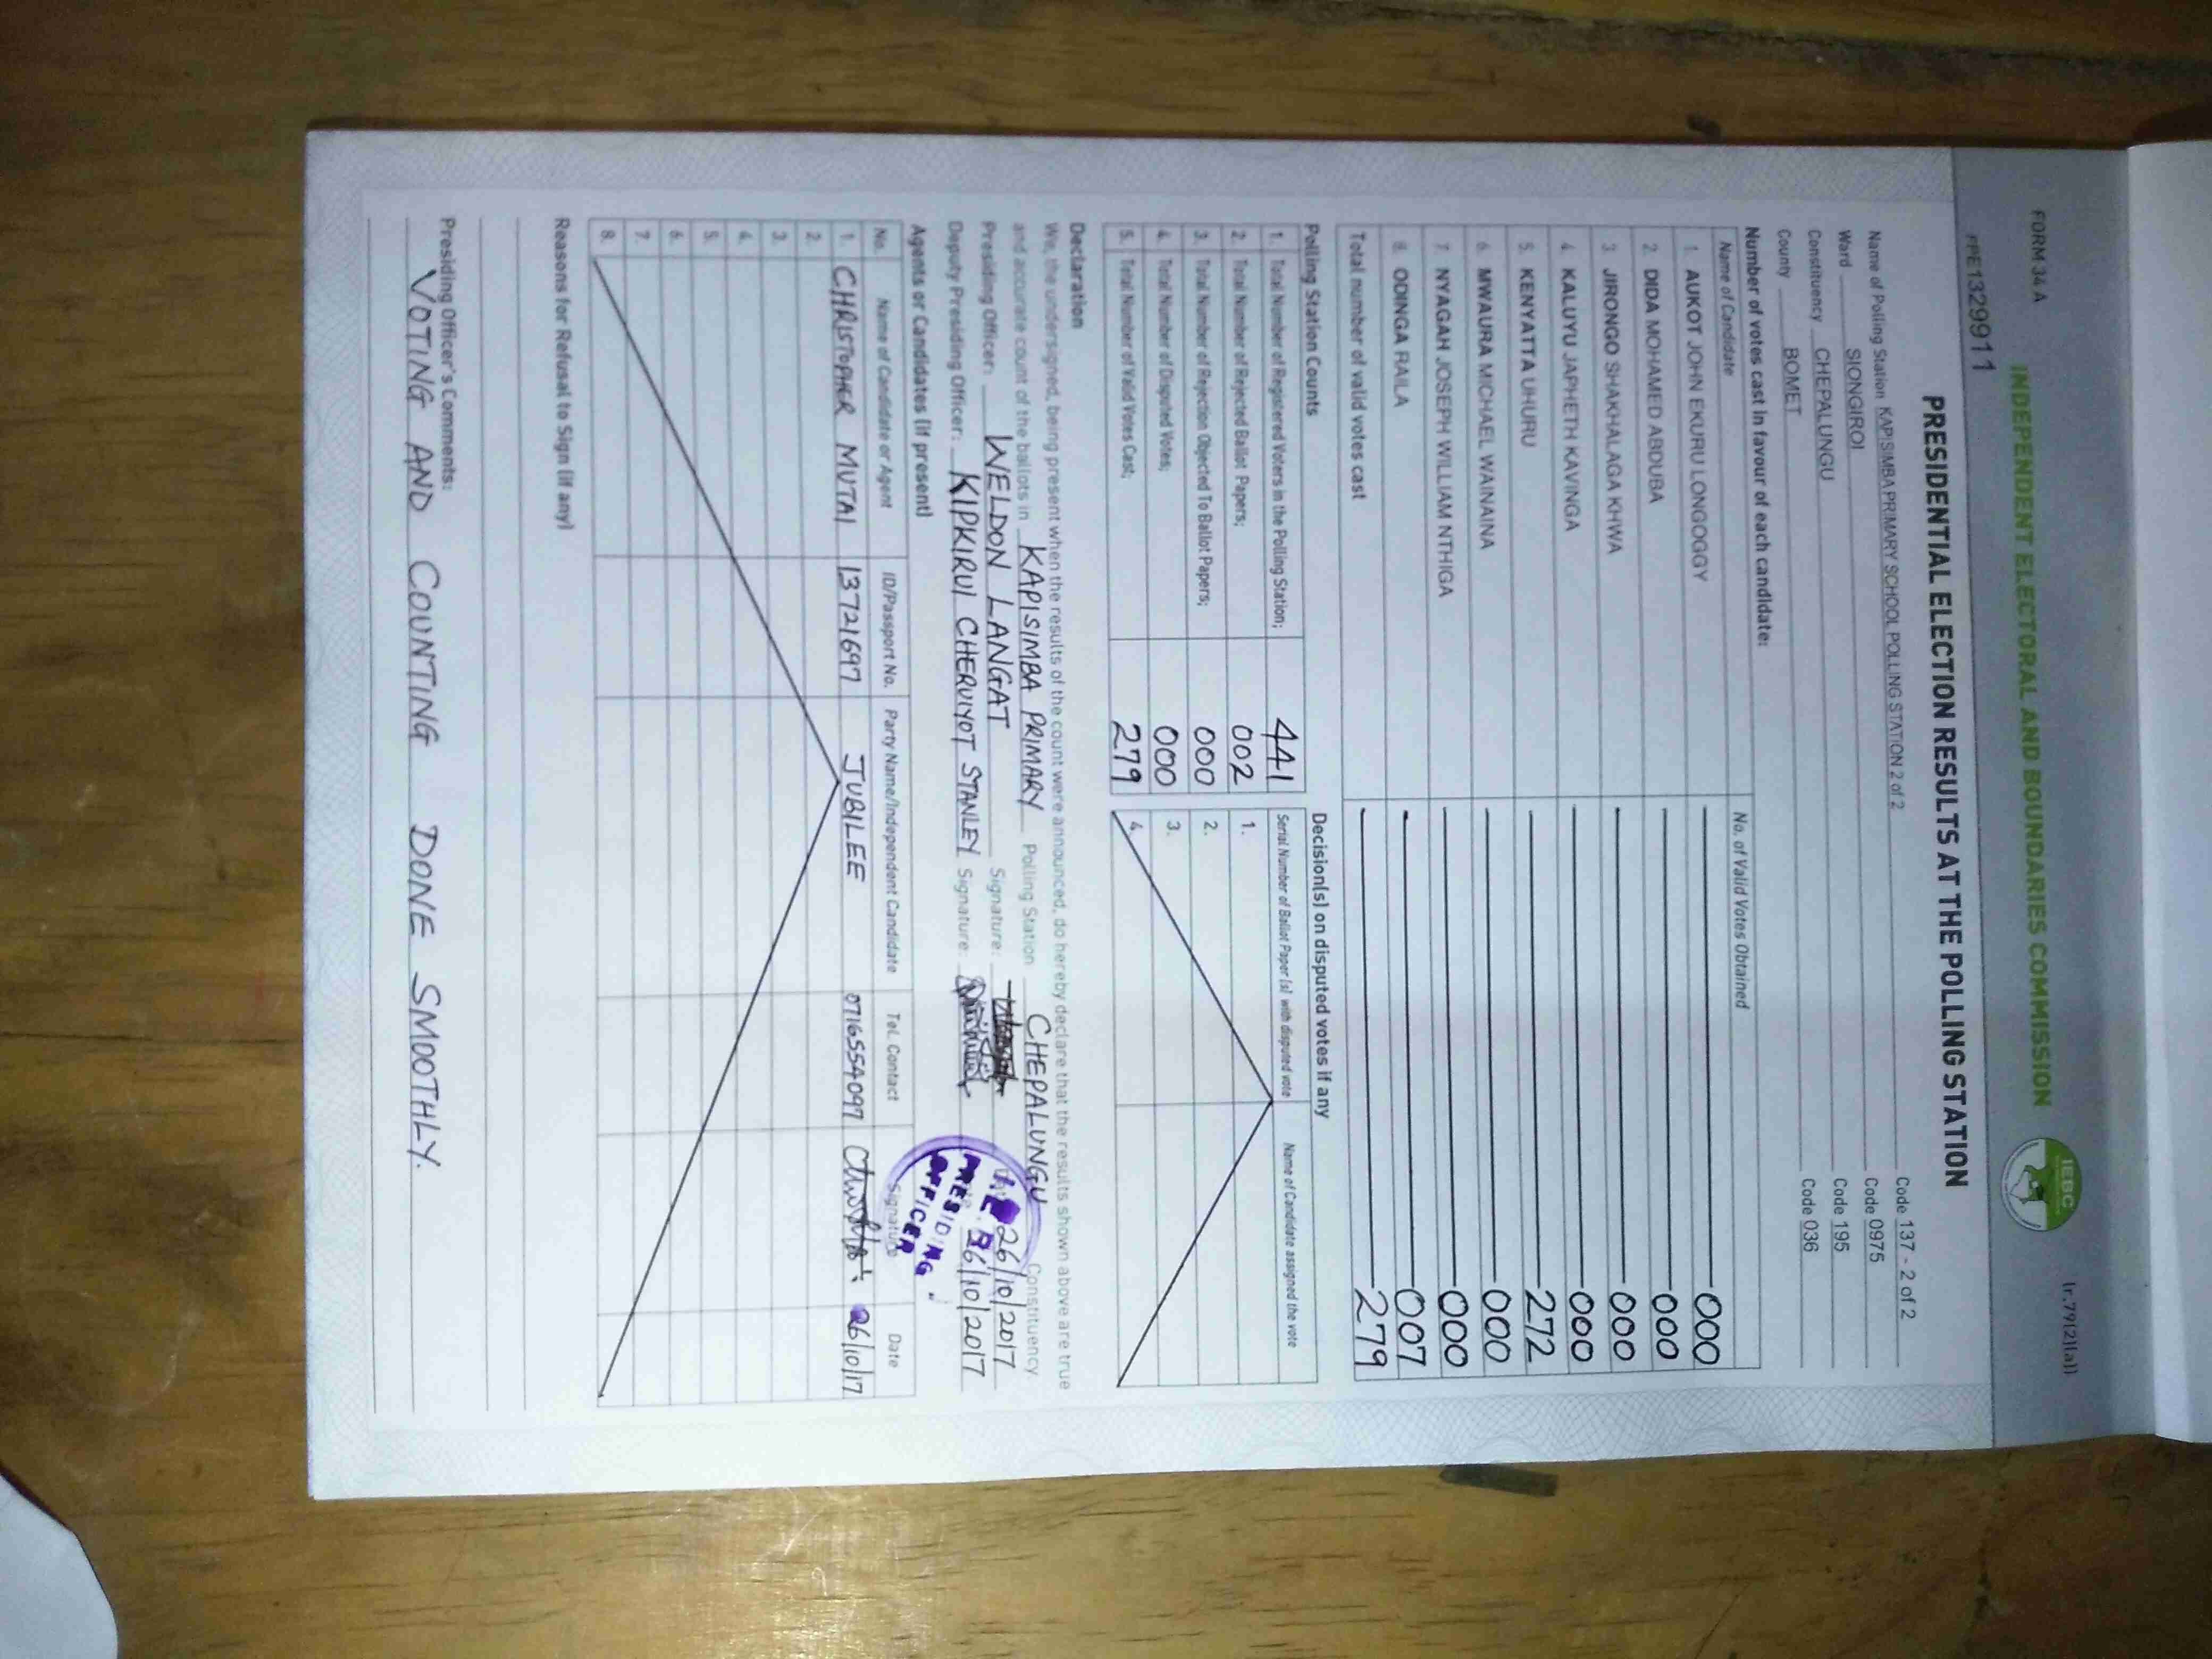 FORM 34 A
(r.79(2)(a))
INDEPENDENT ELECTORAL AND BOUNDARIES COMMISSION
IEBC
PPE1329911
PRESIDENTIAL ELECTION RESULTS AT THE POLLING STATION
Name of Polling Station KAPISIMBA PRIMARY SCHOOL POLLING STATION 2 of 2 Code 137 - 2 of 2
Ward SIONGIROI Code 0975
Constituency CHEPALUNGU Code 195
County BOMET Code 036
Number of votes cast in favour of each candidate:
Name of Candidate No. of Valid Votes Obtained
1. AUKOT JOHN EKURU LONGOGGY 000
2. DIDA MOHAMED ABDUBA 000
3. JIRONGO SHAKHALAGA KHWA 000
4. KALUYU JAPHETH KAVINGA 000
5. KENYATTA UHURU 272
6. MWAURA MICHAEL WAINAINA 000
7. NYAGAH JOSEPH WILLIAM NTHIGA 000
8. ODINGA RAILA 007
Total number of valid votes cast 279
Polling Station Counts
1. Total Number of Registered Voters in the Polling Station; 441
2. Total Number of Rejected Ballot Papers; 002
3. Total Number of Rejection Objected To Ballot Papers; 000
4. Total Number of Disputed Votes; 000
5. Total Number of Valid Votes Cast; 279
Decision(s) on disputed votes if any
Serial Number of Ballot Paper (s) with disputed vote Name of Candidate assigned the vote
1.
2.
3.
4.
Declaration
We, the undersigned, being present when the results of the count were announced, do hereby declare that the results shown above are true
and accurate count of the ballots in KAPISIMBA PRIMARY Polling Station CHEPALUNGU Constituency
Presiding Officer: WELDON LANGAT Signature: 26/10/2017
Deputy Presiding Officer: KIPKIRUI CHERUIYOT STANLEY Signature: 26/10/2017
PRESIDING
OFFICER
Agents or Candidates (if present)
No. Name of Candidate or Agent ID/Passport No. Party Name/Independent Candidate Tel. Contact Signature Date
1. CHRISTOPHER MUTAI 13721697 JUBILEE 0716554097 26/10/17
2.
3.
4.
5.
6.
7.
8.
Reasons for Refusal to Sign (if any)
Presiding Officer's Comments:
VOTING AND COUNTING DONE SMOOTHLY.